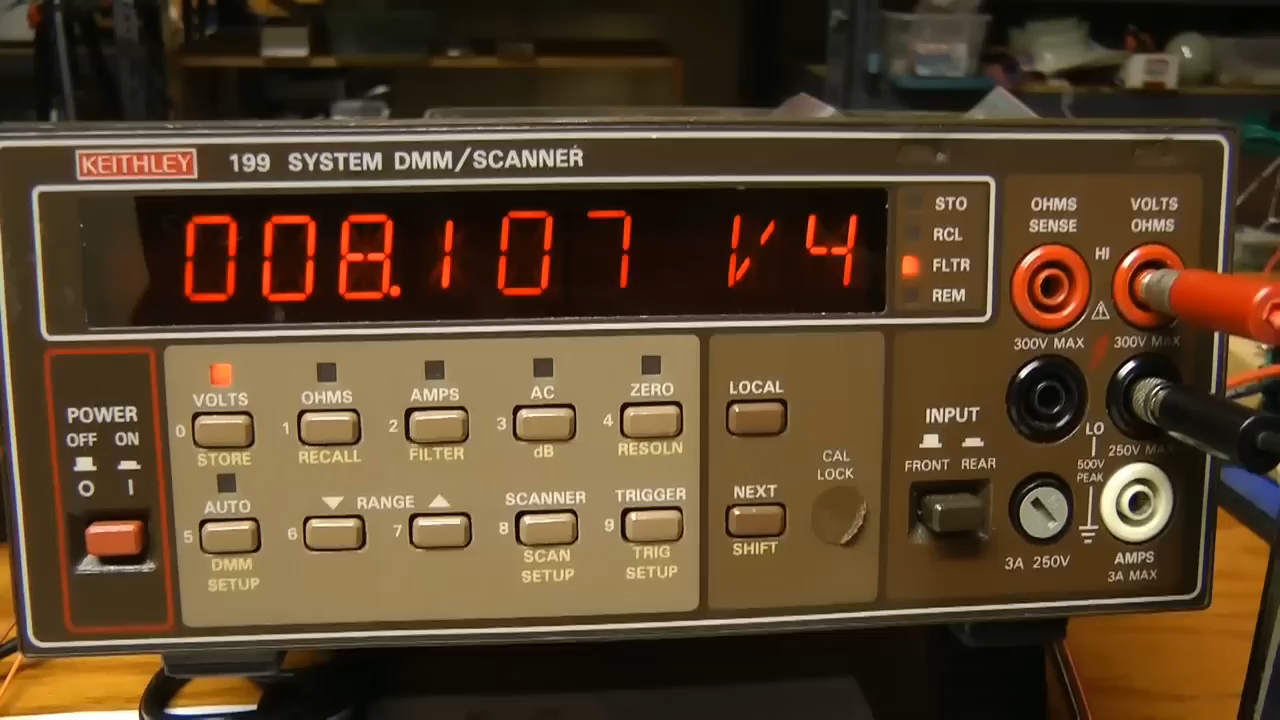 KEITHLEY 199 SYSTEM DMM/SCANNER
008.107 V4
STO
RCL
FLTR
REM
OHMS SENSE
VOLTS OHMS
HI
300V MAX
300V MAX
LO
250V MAX
500V PEAK
3A 250V
AMPS
3A MAX
POWER
OFF ON
O I
VOLTS
OHMS
AMPS
AC
ZERO
0
1
2
3
4
STORE
RECALL
FILTER
dB
RESOLN
AUTO
RANGE
SCANNER
TRIGGER
5
6
7
8
9
DMM SETUP
SCAN SETUP
TRIG SETUP
LOCAL
NEXT
SHIFT
CAL LOCK
INPUT
FRONT REAR